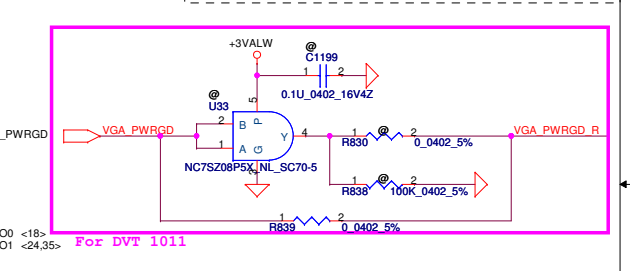 +3VALW
@
C1199
1 2
0.1U_0402_16V4Z
@
U33
5
_PWRGD
VGA_PWRGD
2 B P
Y 4
1 A G
NC7SZ08P5X_NL_SC70-5
@
1 2
R830 0_0402_5%
VGA_PWRGD_R
@
1 2
R838 100K_0402_5%
1 2
R839 0_0402_5%
O0 <18>
O1 <24,35>
For DVT 1011